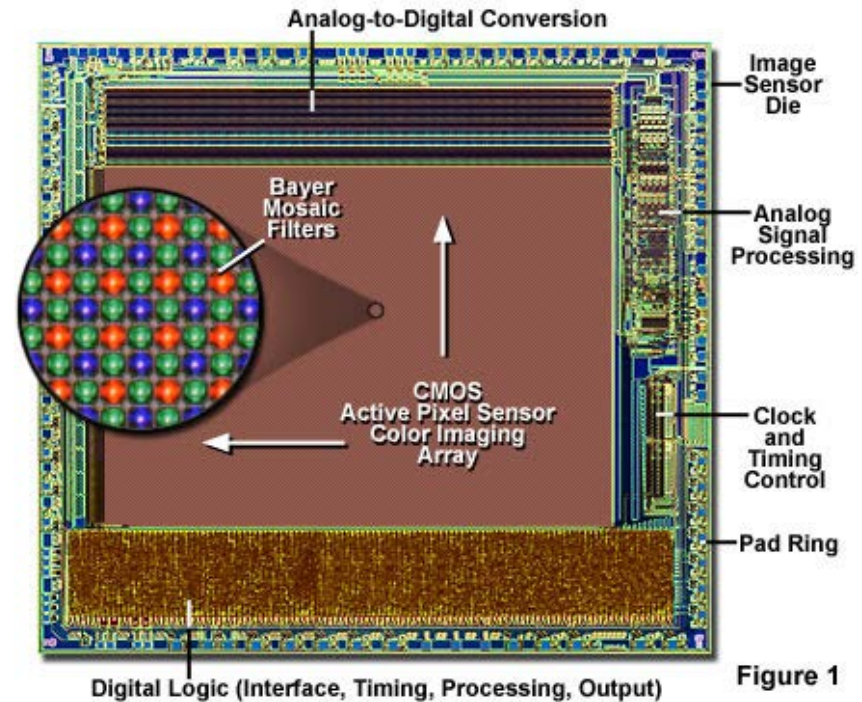 Analog-to-Digital Conversion
Image
Sensor
Die
Bayer
Mosaic
Filters
Analog
Signal
Processing
CMOS
Active Pixel Sensor
Color Imaging
Array
Clock
and
Timing
Control
Pad Ring
Digital Logic (Interface, Timing, Processing, Output)
Figure 1